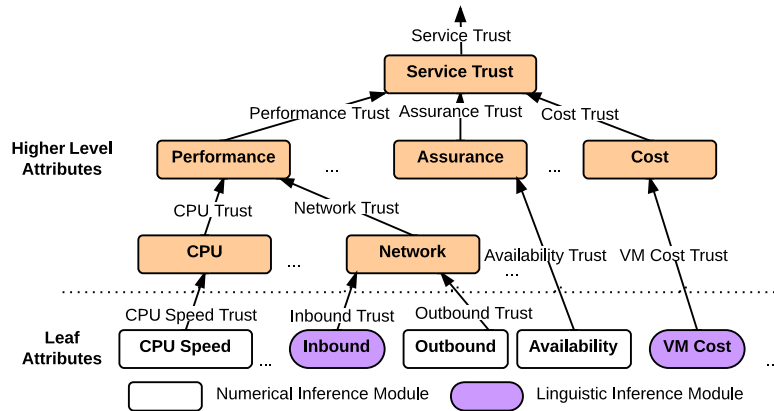 Service Trust
Service Trust
Performance Trust Assurance Trust Cost Trust
Higher Level
Attributes
Performance ... Assurance ... Cost
CPU Trust Network Trust
CPU ... Network ... Availability Trust VM Cost Trust
CPU Speed Trust Inbound Trust Outbound Trust
Leaf
Attributes
CPU Speed ... Inbound Outbound Availability VM Cost ...
Numerical Inference Module Linguistic Inference Module